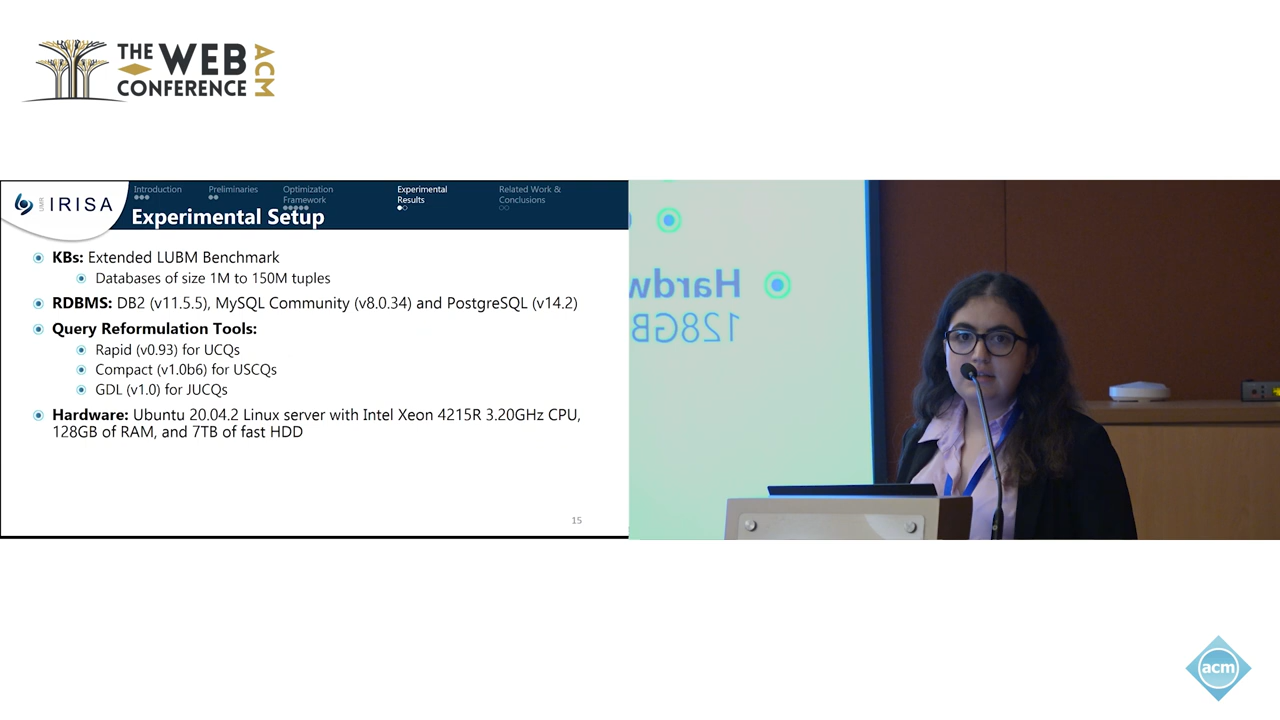 THE WEB
CONFERENCE
ACM
UMR
IRISA
Introduction
Preliminaries
Optimization
Framework
Experimental
Results
Related Work &
Conclusions
Experimental Setup
KBs: Extended LUBM Benchmark
Databases of size 1M to 150M tuples
RDBMS: DB2 (v11.5.5), MySQL Community (v8.0.34) and PostgreSQL (v14.2)
Query Reformulation Tools:
Rapid (v0.93) for UCQs
Compact (v1.0b6) for USCQs
GDL (v1.0) for JUCQs
Hardware: Ubuntu 20.04.2 Linux server with Intel Xeon 4215R 3.20GHz CPU,
128GB of RAM, and 7TB of fast HDD
15
Hardw
128GB
acm